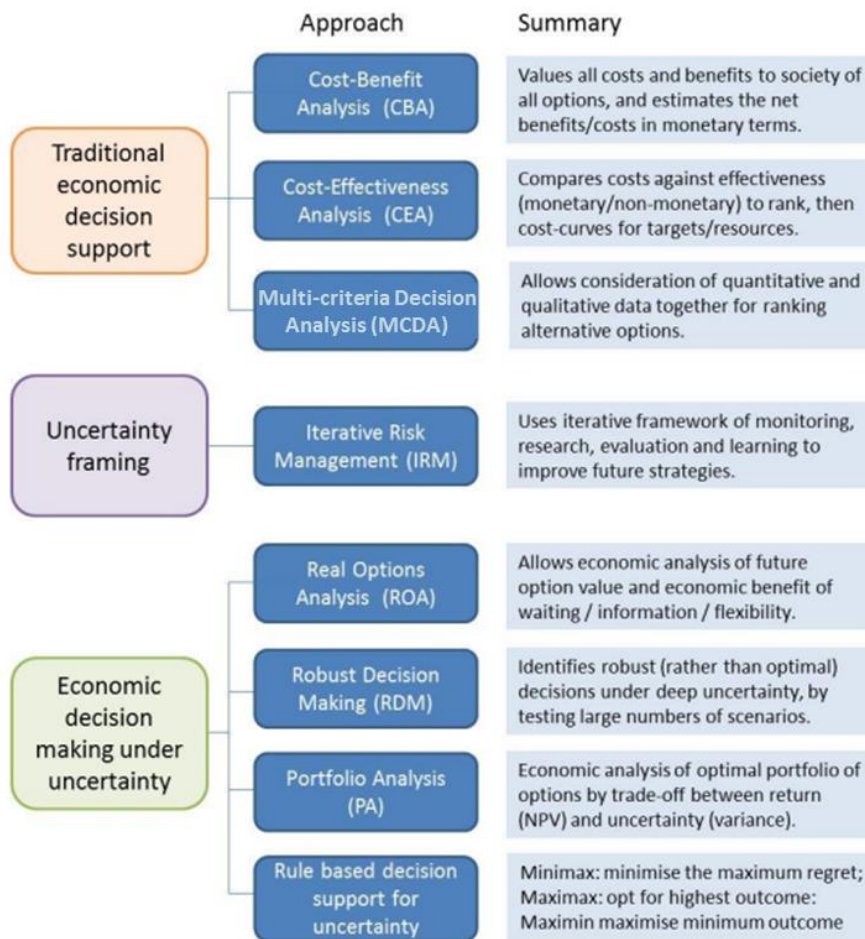 Approach
Summary
Traditional
economic
decision
support
Cost-Benefit
Analysis (CBA)
Values all costs and benefits to society of
all options, and estimates the net
benefits/costs in monetary terms.
Cost-Effectiveness
Analysis (CEA)
Compares costs against effectiveness
(monetary/non-monetary) to rank, then
cost-curves for targets/resources.
Multi-criteria Decision
Analysis (MCDA)
Allows consideration of quantitative and
qualitative data together for ranking
alternative options.
Uncertainty
framing
Iterative Risk
Management (IRM)
Uses iterative framework of monitoring,
research, evaluation and learning to
improve future strategies.
Economic
decision
making under
uncertainty
Real Options
Analysis (ROA)
Allows economic analysis of future
option value and economic benefit of
waiting / information / flexibility.
Robust Decision
Making (RDM)
Identifies robust (rather than optimal)
decisions under deep uncertainty, by
testing large numbers of scenarios.
Portfolio Analysis
(PA)
Economic analysis of optimal portfolio of
options by trade-off between return
(NPV) and uncertainty (variance).
Rule based decision
support for
uncertainty
Minimax: minimise the maximum regret;
Maximax: opt for highest outcome:
Maximin maximise minimum outcome